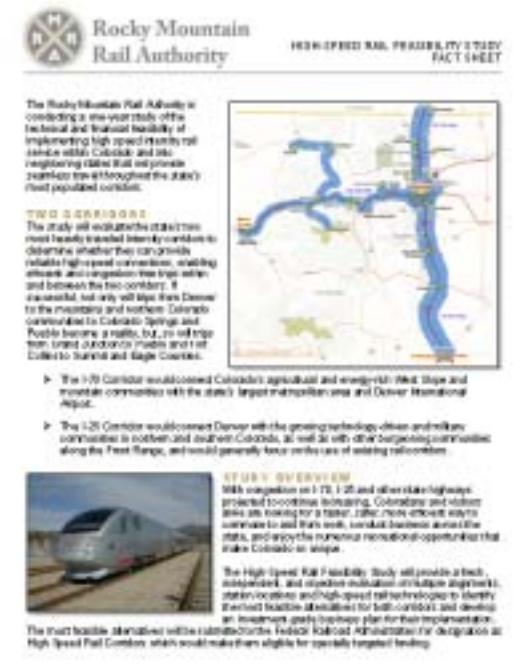 Rocky Mountain
Rail Authority
HIGH-SPEED RAIL FEASIBILITY STUDY
FACT SHEET
The Rocky Mountain Rail Authority is
conducting a one-year study of the
technical and financial feasibility of
implementing high speed intercity rail
service within Colorado and into
neighboring states that will provide
seamless travel throughout the state's
most populated corridors.
TWO CORRIDORS
The study will evaluate the state's two
most heavily traveled intercity corridors to
determine whether they can provide
reliable high-speed connections, enabling
efficient and congestion free trips within
and between the two corridors. If
successful, not only will trips from Denver
to the mountains and northern Colorado
communities to Colorado Springs and
Pueblo become a reality, but, so will trips
from Grand Junction to Pueblo and Fort
Collins to Summit and Eagle Counties.
The I-70 Corridor would connect Colorado's agricultural and energy-rich West Slope and
mountain communities with the state's largest metropolitan area and Denver International
Airport.
The I-25 Corridor would connect Denver with the growing technology-driven and military
communities in northern and southern Colorado, as well as with other burgeoning communities
along the Front Range, and would generally focus on the use of existing rail corridors.
STUDY OVERVIEW
With congestion on I-70, I-25 and other state highways
projected to continue increasing, Coloradans and visitors
alike are looking for a faster, safer, more efficient way to
commute to and from work, conduct business across the
state, and enjoy the numerous recreational opportunities that
make Colorado so unique.
The High-Speed Rail Feasibility Study will provide a fresh,
independent, and objective evaluation of multiple alignments,
station locations and high-speed rail technologies to identify
the most feasible alternatives for both corridors and develop
an investment-grade business plan for their implementation.
The most feasible alternatives will be submitted to the Federal Railroad Administration for designation as
High Speed Rail Corridors which would make them eligible for specially targeted funding.